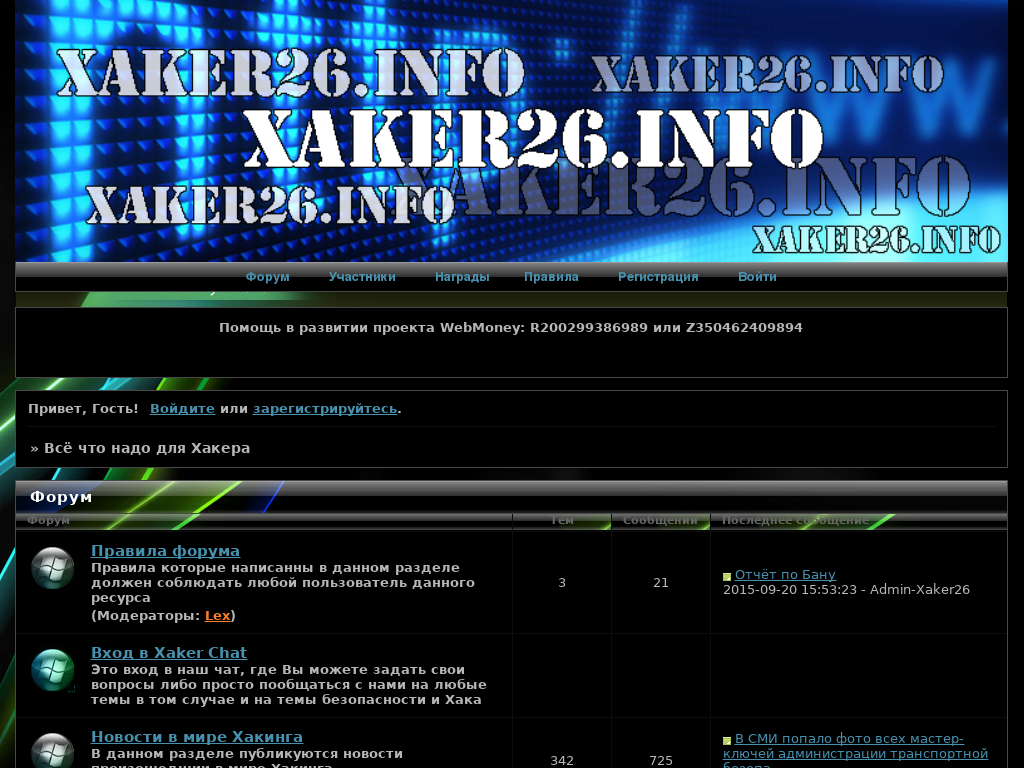 XAKER26.INFO XAKER26.INFO
XAKER26.INFO
XAKER26.INFO XAKER26.INFO
XAKER26.INFO
Форум Участники Награды Правила Регистрация Войти
Помощь в развитии проекта WebMoney: R200299386989 или Z350462409894
Привет, Гость! Войдите или зарегистрируйтесь.
» Всё что надо для Хакера
Форум
Форум Тем Сообщений Последнее сообщение
Правила форума
Правила которые написанны в данном разделе
должен соблюдать любой пользователь данного
ресурса
(Модераторы: Lex)
3
21
Отчёт по Бану
2015-09-20 15:53:23 - Admin-Xaker26
Вход в Xaker Chat
Это вход в наш чат, где Вы можете задать свои
вопросы либо просто пообщаться с нами на любые
темы в том случае и на темы безопасности и Хака
Новости в мире Хакинга
В данном разделе публикуются новости
произошедшии в мире Хакинга
342
725
В СМИ попало фото всех мастер-
ключей администрации транспортной
безопа